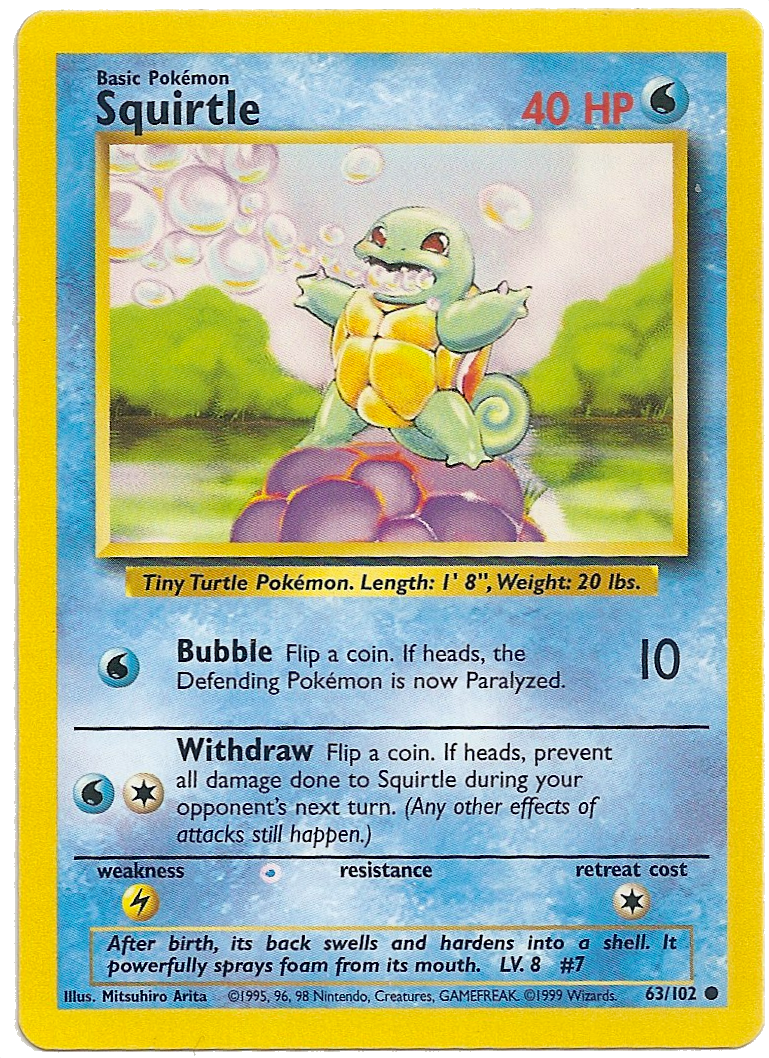 Basic Pokémon
Squirtle 40 HP
Tiny Turtle Pokémon. Length: 1' 8", Weight: 20 lbs.
Bubble Flip a coin. If heads, the
Defending Pokémon is now Paralyzed.
10
Withdraw Flip a coin. If heads, prevent
all damage done to Squirtle during your
opponent's next turn. (Any other effects of
attacks still happen.)
weakness resistance retreat cost
After birth, its back swells and hardens into a shell. It
powerfully sprays foam from its mouth. LV. 8 #7
Illus. Mitsuhiro Arita ©1995, 96, 98 Nintendo, Creatures, GAMEFREAK. ©1999 Wizards. 63/102